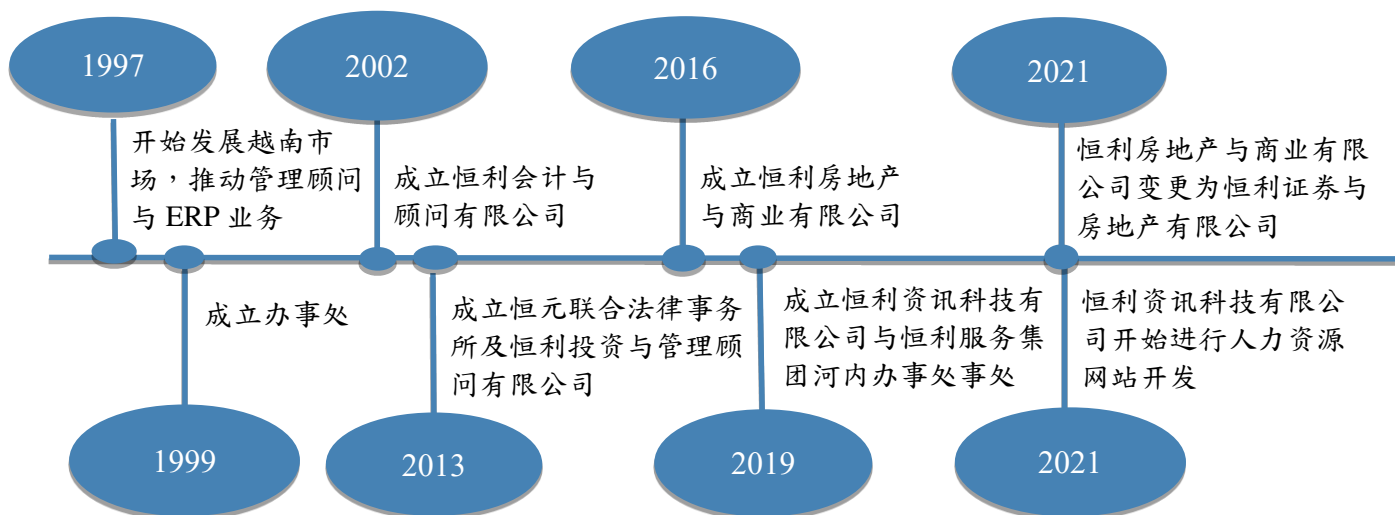 1997
2002
2016
2021
开始发展越南市
场，推动管理顾问
与 ERP 业务
成立恒利会计与
顾问有限公司
成立恒利房地产
与商业有限公司
恒利房地产与商业有限
公司变更为恒利证券与
房地产有限公司
成立办事处
成立恒元联合法律事务
所及恒利投资与管理顾
问有限公司
成立恒利资讯科技有
限公司与恒利服务集
团河内办事处事处
恒利资讯科技有限公
司开始进行人力资源
网站开发
1999
2013
2019
2021